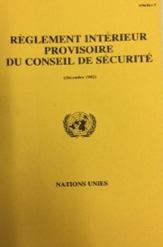 RÈGLEMENT INTÉRIEUR
PROVISOIRE
DU CONSEIL DE SÉCURITÉ
(Décembre 1982)
NATIONS UNIES